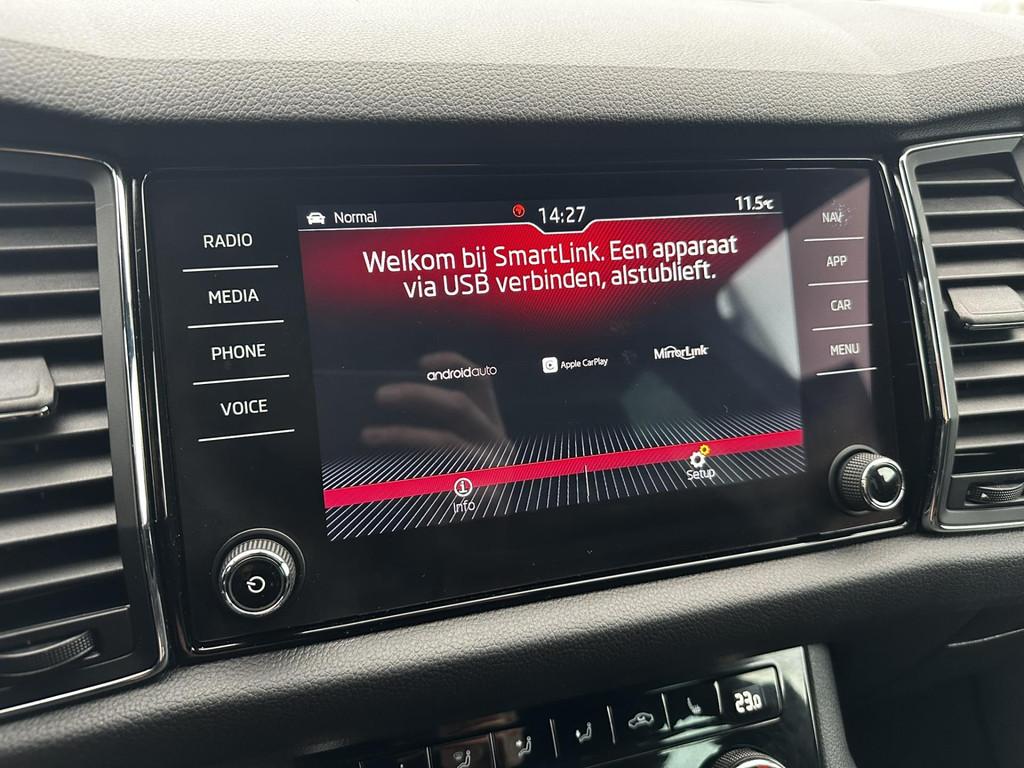 Normal
14:27
11.5°C
Welkom bij SmartLink. Een apparaat
via USB verbinden, alstublieft.
androidauto
Apple CarPlay
MirrorLink
Info
Setup
RADIO
MEDIA
PHONE
VOICE
NAV
APP
CAR
MENU
23.0